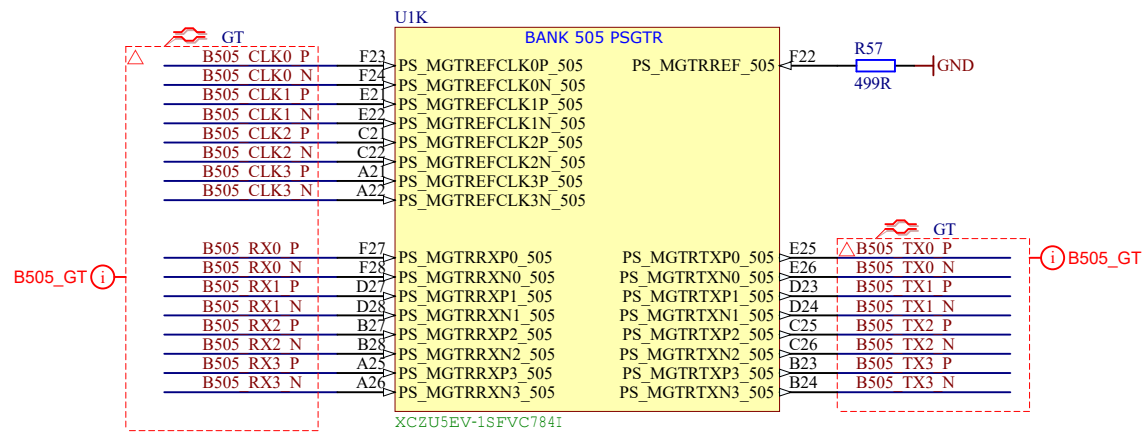 U1K
GT
BANK 505 PSGTR
B505_CLK0_P F23 PS_MGTREFCLK0P_505 PS_MGTRREF_505 F22 R57 499R GND
B505_CLK0_N F24 PS_MGTREFCLK0N_505
B505_CLK1_P E21 PS_MGTREFCLK1P_505
B505_CLK1_N E22 PS_MGTREFCLK1N_505
B505_CLK2_P C21 PS_MGTREFCLK2P_505
B505_CLK2_N C22 PS_MGTREFCLK2N_505
B505_CLK3_P A21 PS_MGTREFCLK3P_505
B505_CLK3_N A22 PS_MGTREFCLK3N_505
GT
B505_RX0_P F27 PS_MGTRRXP0_505 PS_MGTRTXP0_505 E25 B505_TX0_P
B505_RX0_N F28 PS_MGTRRXN0_505 PS_MGTRTXN0_505 E26 B505_TX0_N
B505_GT i i B505_GT
B505_RX1_P D27 PS_MGTRRXP1_505 PS_MGTRTXP1_505 D23 B505_TX1_P
B505_RX1_N D28 PS_MGTRRXN1_505 PS_MGTRTXN1_505 D24 B505_TX1_N
B505_RX2_P B27 PS_MGTRRXP2_505 PS_MGTRTXP2_505 C25 B505_TX2_P
B505_RX2_N B28 PS_MGTRRXN2_505 PS_MGTRTXN2_505 C26 B505_TX2_N
B505_RX3_P A25 PS_MGTRRXP3_505 PS_MGTRTXP3_505 B23 B505_TX3_P
B505_RX3_N A26 PS_MGTRRXN3_505 PS_MGTRTXN3_505 B24 B505_TX3_N
XCZU5EV-1SFVC784I